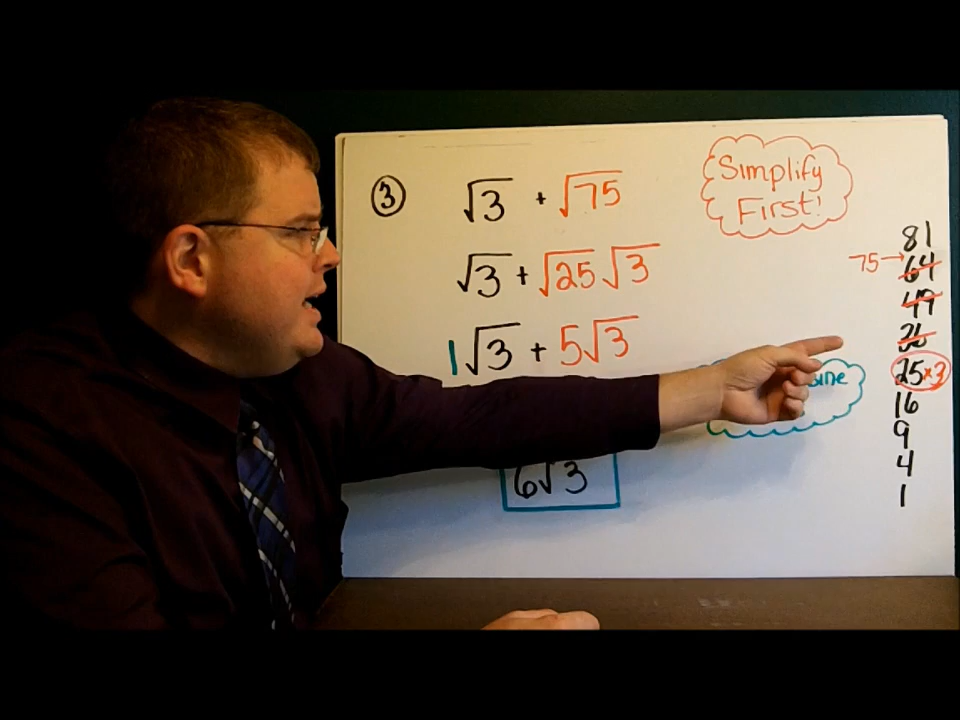 ③ √3 + √75
Simplify
First!
√3 + √25 √3
1√3 + 5√3
6√3
81
75→ 64
49
36
25×3
16
9
4
1